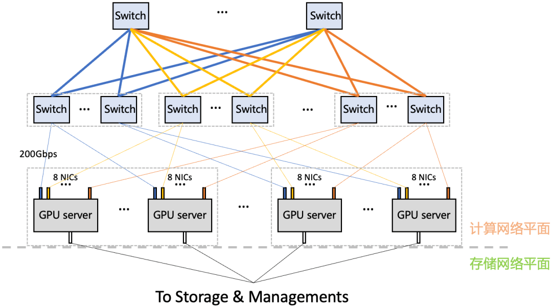 Switch ... Switch
Switch ... Switch Switch ... Switch ... Switch ... Switch
200Gbps
8 NICs 8 NICs 8 NICs 8 NICs
... ... ... ...
GPU server ... GPU server ... GPU server ... GPU server
计算网络平面
存储网络平面
To Storage & Managements